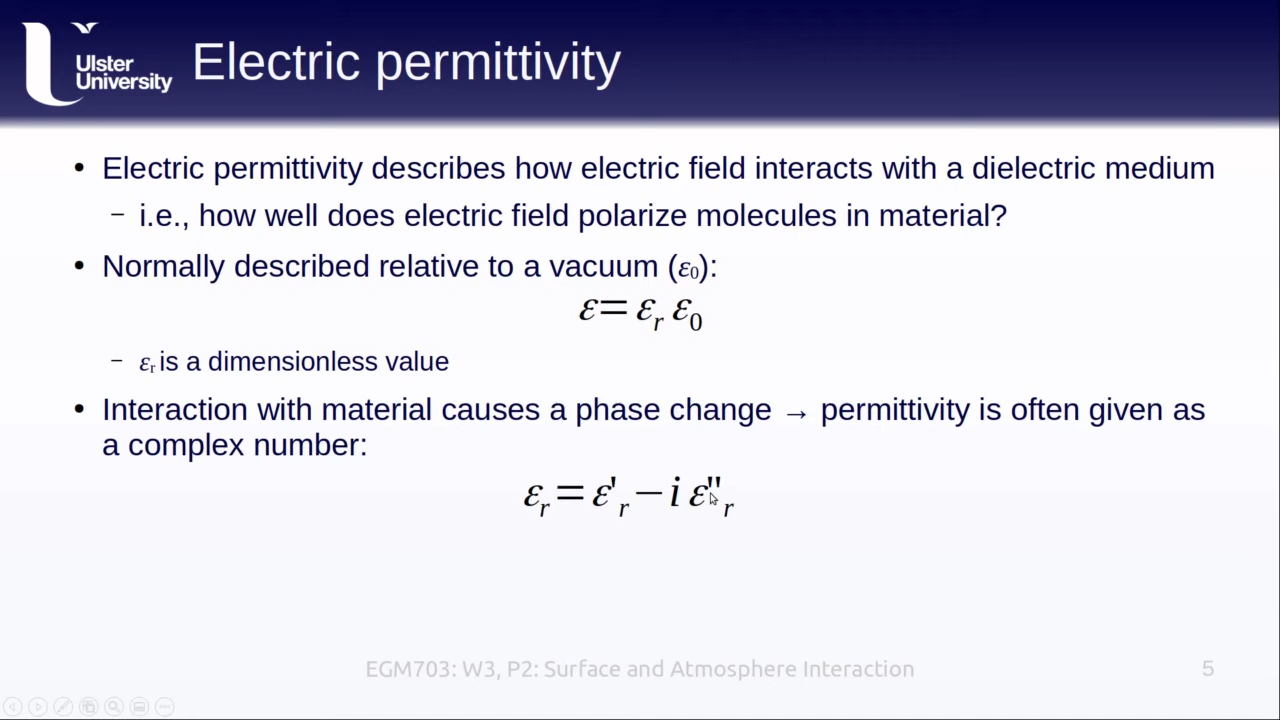 Ulster
University
Electric permittivity
• Electric permittivity describes how electric field interacts with a dielectric medium
– i.e., how well does electric field polarize molecules in material?
• Normally described relative to a vacuum (ε₀):
ε = εᵣ ε₀
– εᵣ is a dimensionless value
• Interaction with material causes a phase change → permittivity is often given as
a complex number:
εᵣ = ε'ᵣ − i ε"ᵣ
EGM703: W3, P2: Surface and Atmosphere Interaction
5